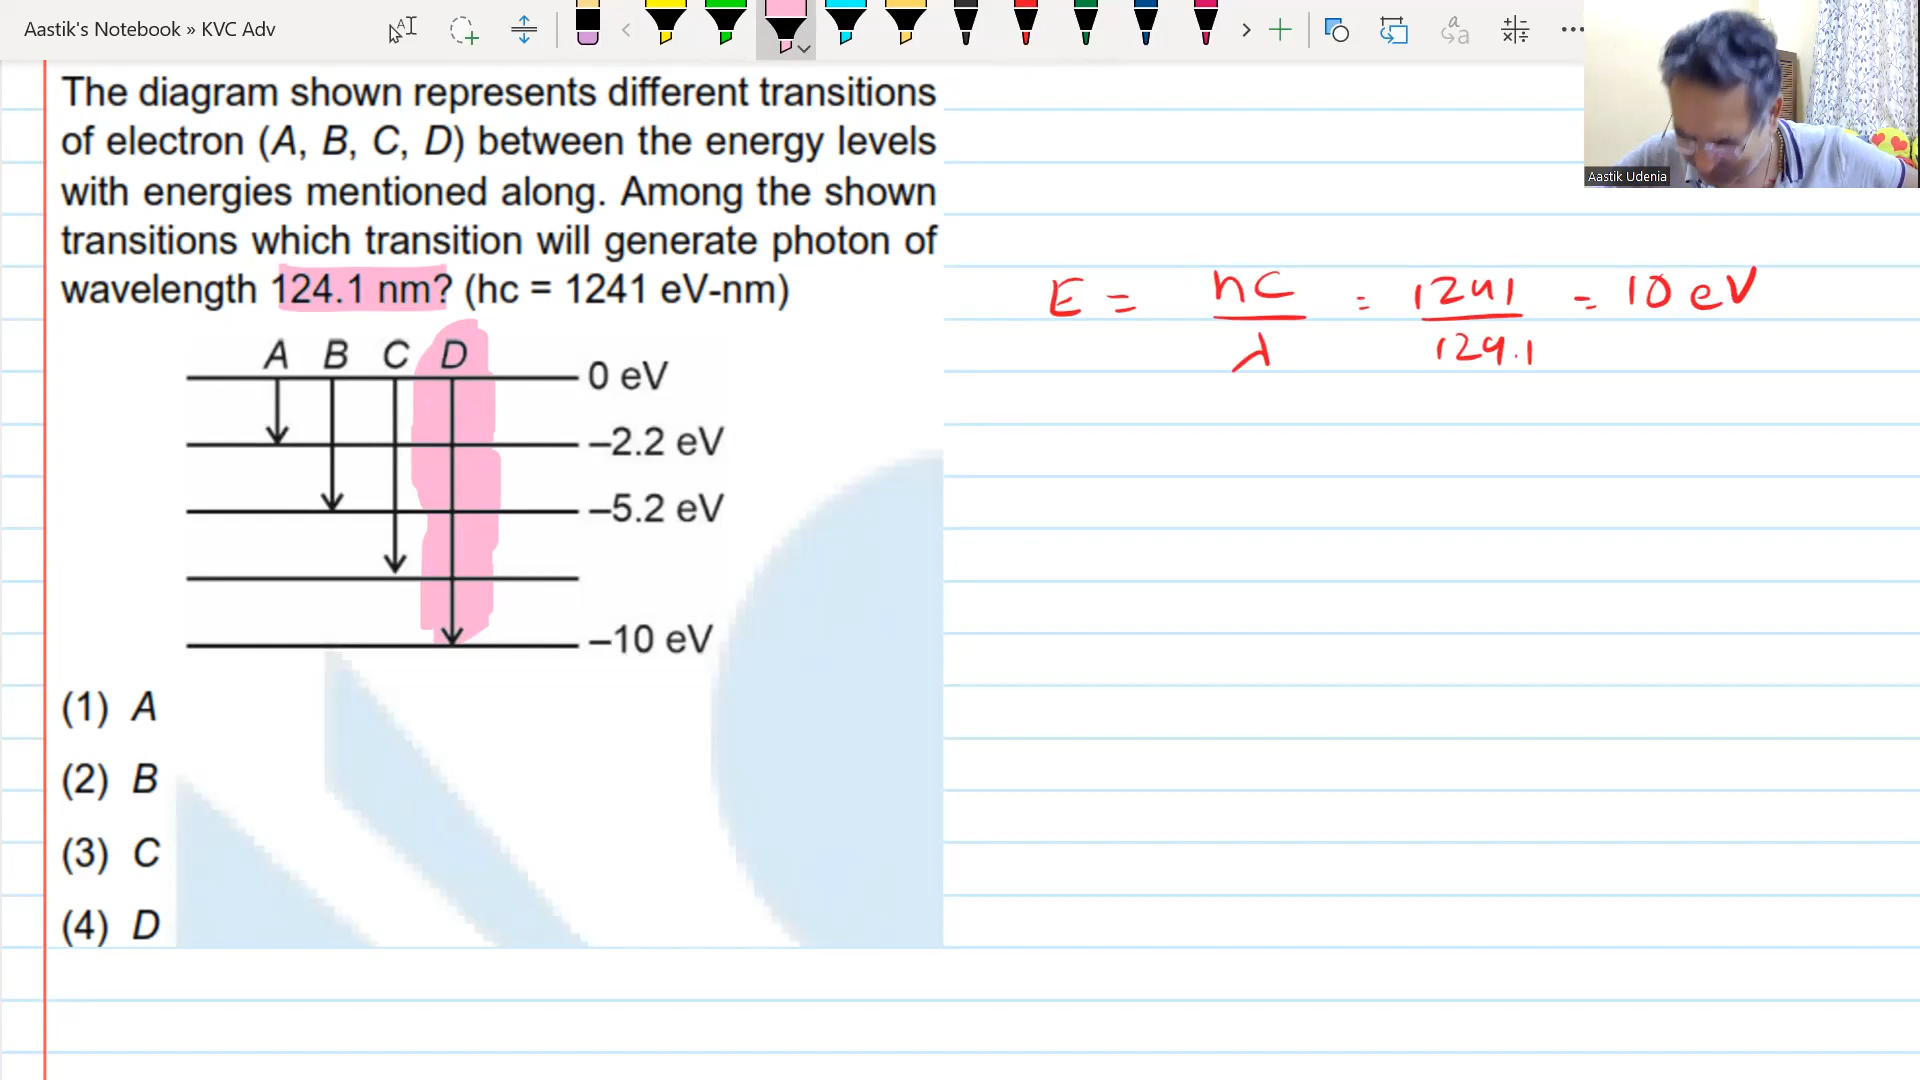 Aastik's Notebook » KVC Adv
Aastik Udenia
The diagram shown represents different transitions
of electron (A, B, C, D) between the energy levels
with energies mentioned along. Among the shown
transitions which transition will generate photon of
wavelength 124.1 nm? (hc = 1241 eV-nm)
E = hc/λ = 1241/124.1 = 10 eV
A B C D
0 eV
–2.2 eV
–5.2 eV
–10 eV
(1) A
(2) B
(3) C
(4) D